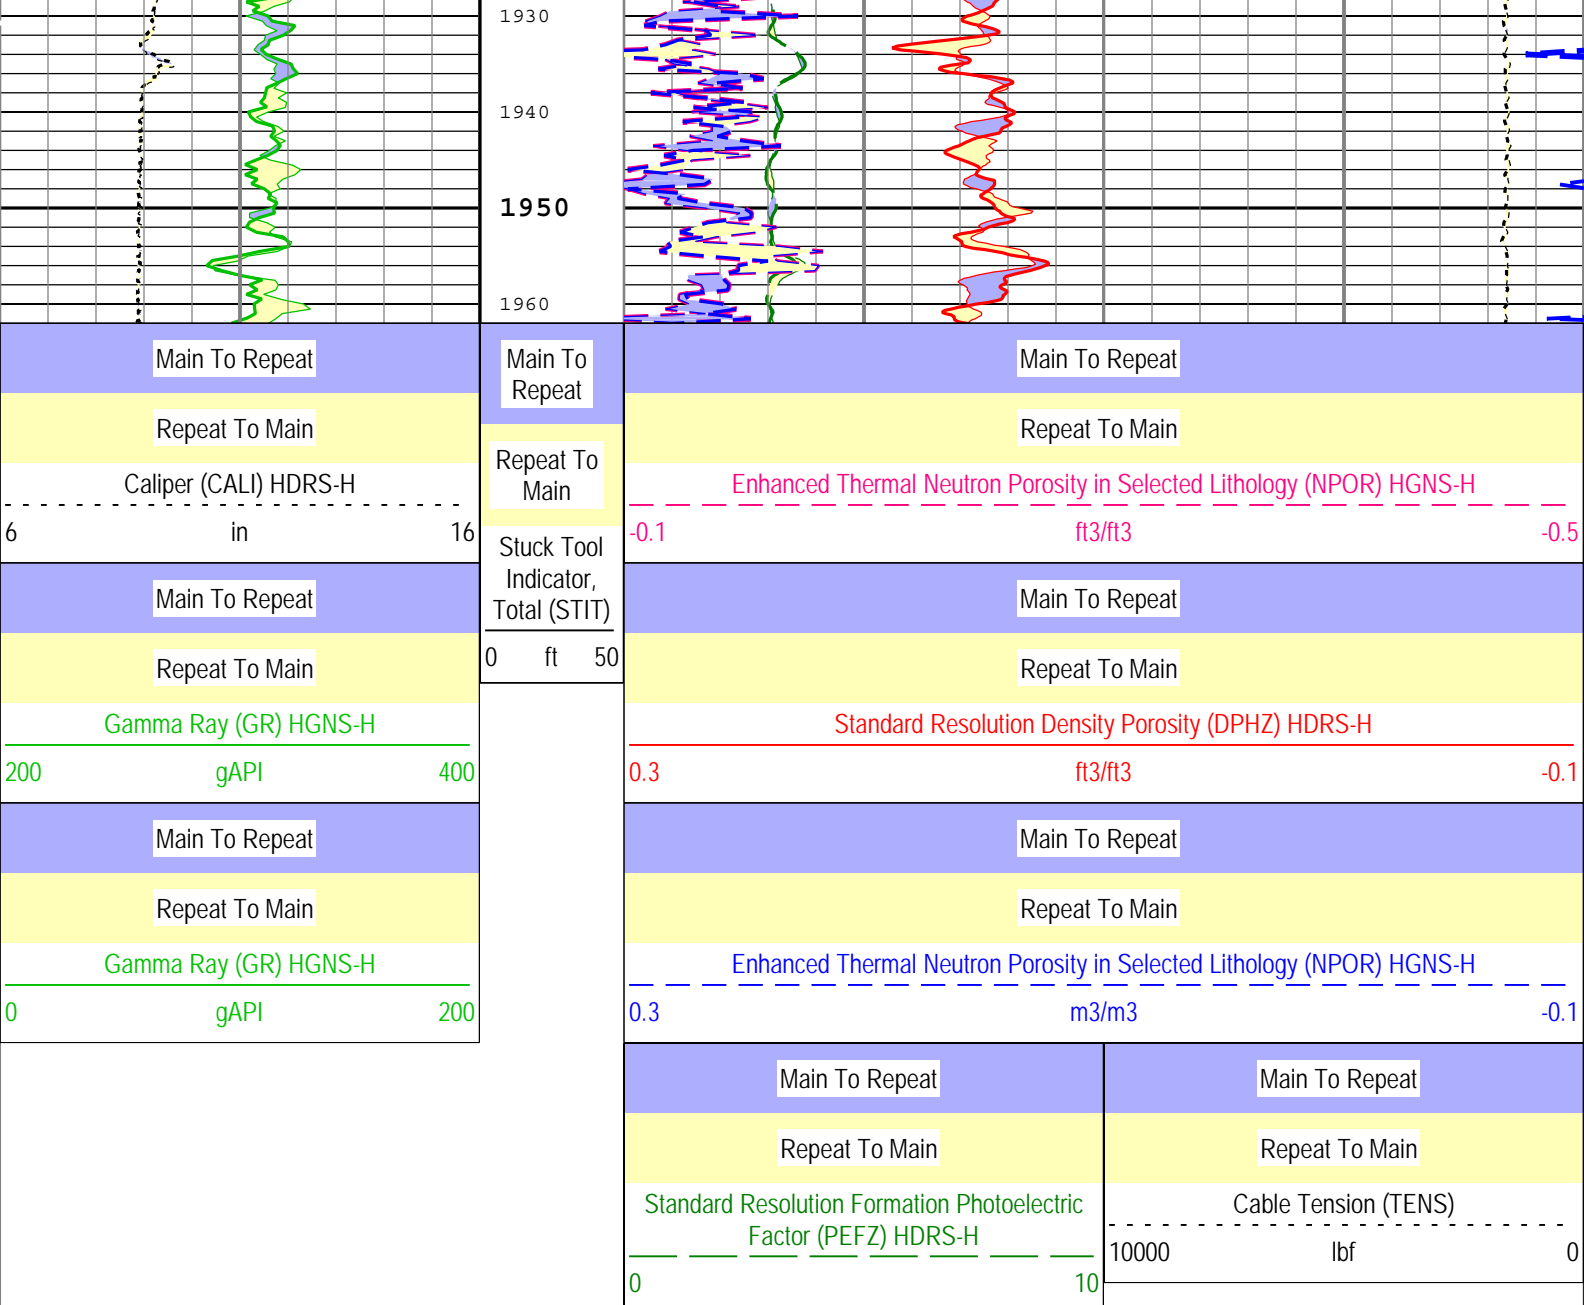 1930
1940
1950
1960
Main To Repeat
Repeat To Main
Caliper (CALI) HDRS-H
6 in 16
Main To Repeat
Repeat To Main
Gamma Ray (GR) HGNS-H
200 gAPI 400
Main To Repeat
Repeat To Main
Gamma Ray (GR) HGNS-H
0 gAPI 200
Main To
Repeat
Repeat To
Main
Stuck Tool
Indicator,
Total (STIT)
0 ft 50
Main To Repeat
Repeat To Main
Enhanced Thermal Neutron Porosity in Selected Lithology (NPOR) HGNS-H
-0.1 ft3/ft3 -0.5
Main To Repeat
Repeat To Main
Standard Resolution Density Porosity (DPHZ) HDRS-H
0.3 ft3/ft3 -0.1
Main To Repeat
Repeat To Main
Enhanced Thermal Neutron Porosity in Selected Lithology (NPOR) HGNS-H
0.3 m3/m3 -0.1
Main To Repeat
Repeat To Main
Standard Resolution Formation Photoelectric
Factor (PEFZ) HDRS-H
0 10
Main To Repeat
Repeat To Main
Cable Tension (TENS)
10000 lbf 0